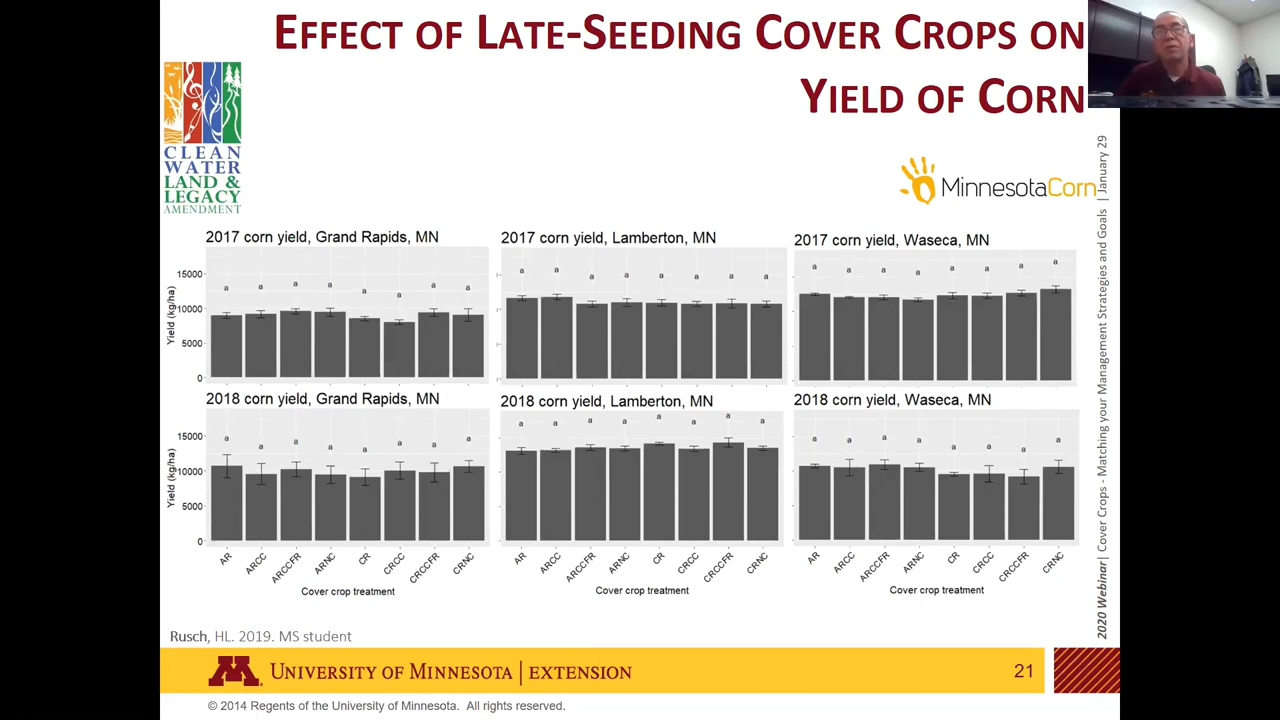 EFFECT OF LATE-SEEDING COVER CROPS ON
YIELD OF CORN
CLEAN
WATER
LAND &
LEGACY
AMENDMENT
MinnesotaCorn
2020 Webinar| Cover Crops - Matching your Management Strategies and Goals | January 29
2017 corn yield, Grand Rapids, MN
Yield (kg/ha)
15000
10000
5000
0
a a a a a a a a
2017 corn yield, Lamberton, MN
a a a a a a a a
2017 corn yield, Waseca, MN
a a a a a a a a
2018 corn yield, Grand Rapids, MN
Yield (kg/ha)
15000
10000
5000
0
a a a a a a a a
AR ARCC ARCCFR ARNC CR CRCC CRCCFR CRNC
Cover crop treatment
2018 corn yield, Lamberton, MN
a a a a a a a a
AR ARCC ARCCFR ARNC CR CRCC CRCCFR CRNC
Cover crop treatment
2018 corn yield, Waseca, MN
a a a a a a a a
AR ARCC ARCCFR ARNC CR CRCC CRCCFR CRNC
Cover crop treatment
Rusch, HL. 2019. MS student
M UNIVERSITY OF MINNESOTA | EXTENSION
21
© 2014 Regents of the University of Minnesota. All rights reserved.